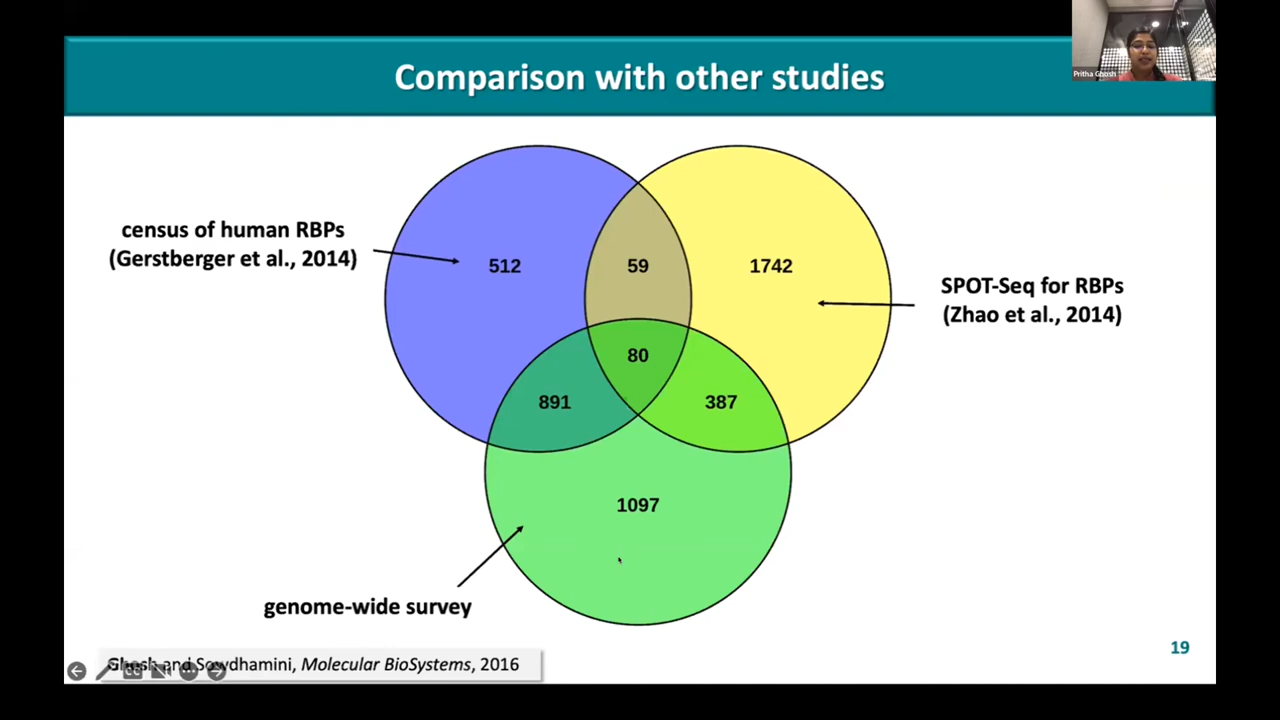 Comparison with other studies
Pritha Ghosh
census of human RBPs
(Gerstberger et al., 2014)
512
59
1742
SPOT-Seq for RBPs
(Zhao et al., 2014)
80
891
387
1097
genome-wide survey
19
Ghosh and Sowdhamini, Molecular BioSystems, 2016
CC